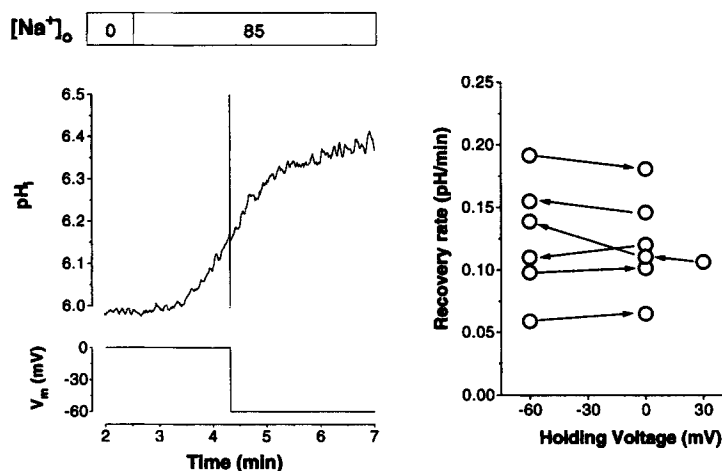 [Na⁺]ₒ 0 85
6.5
6.4
6.3
6.2
6.1
6.0
pHᵢ
0
-30
-60
Vₘ (mV)
2 3 4 5 6 7
Time (min)
0.25
0.20
0.15
0.10
0.05
0.00
Recovery rate (pH/min)
-60 -30 0 30
Holding Voltage (mV)